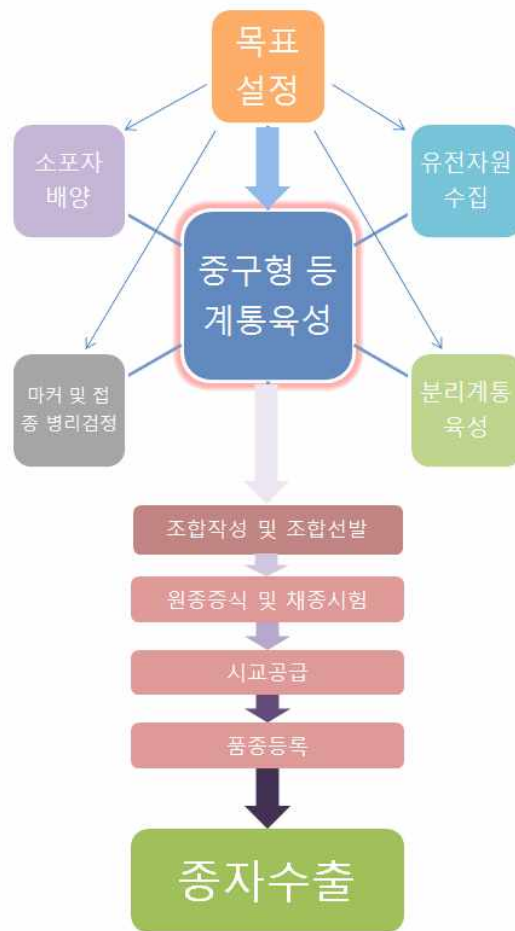 목표
설정
소포자
배양
유전자원
수집
중구형 등
계통육성
마커 및 접
종 병리검정
분리계통
육성
조합작성 및 조합선발
원종증식 및 채종시험
시교공급
품종등록
종자수출